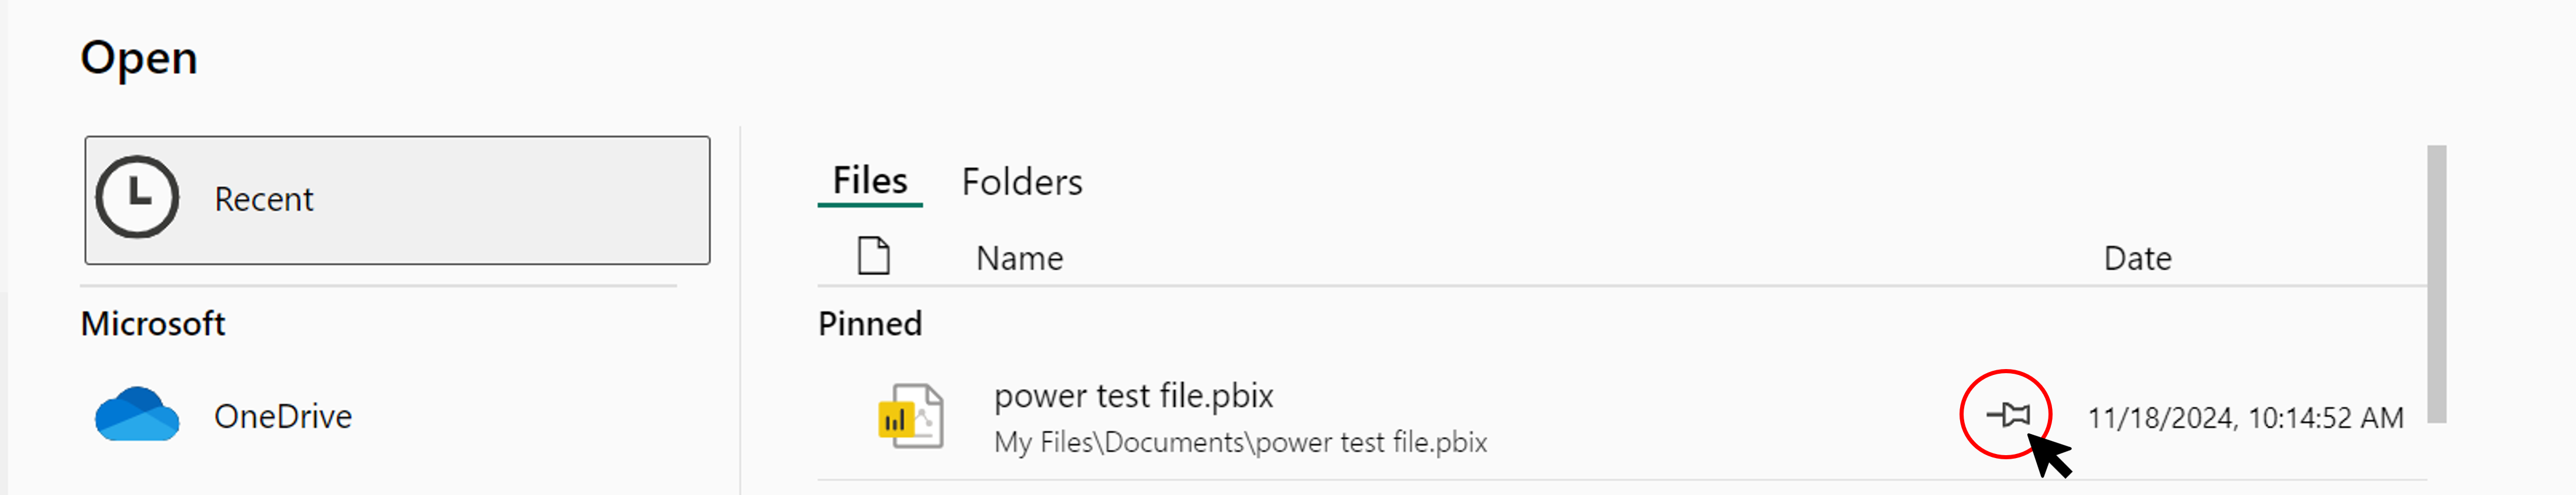 Open
Recent
Microsoft
OneDrive
Files Folders
Name Date
Pinned
power test file.pbix
My Files\Documents\power test file.pbix
11/18/2024, 10:14:52 AM